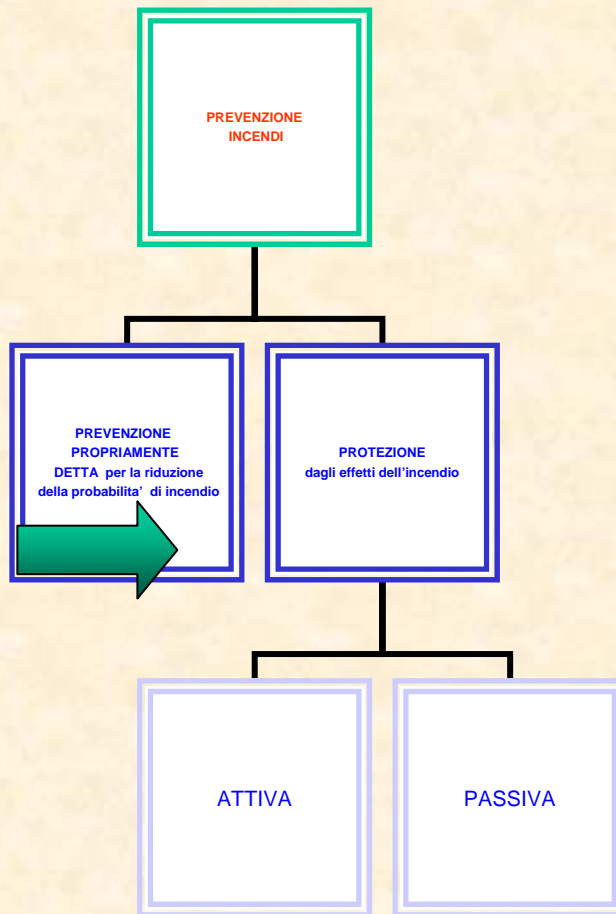 PREVENZIONE
INCENDI
PREVENZIONE
PROPRIAMENTE
DETTA per la riduzione
della probabilita' di incendio
PROTEZIONE
dagli effetti dell'incendio
ATTIVA
PASSIVA